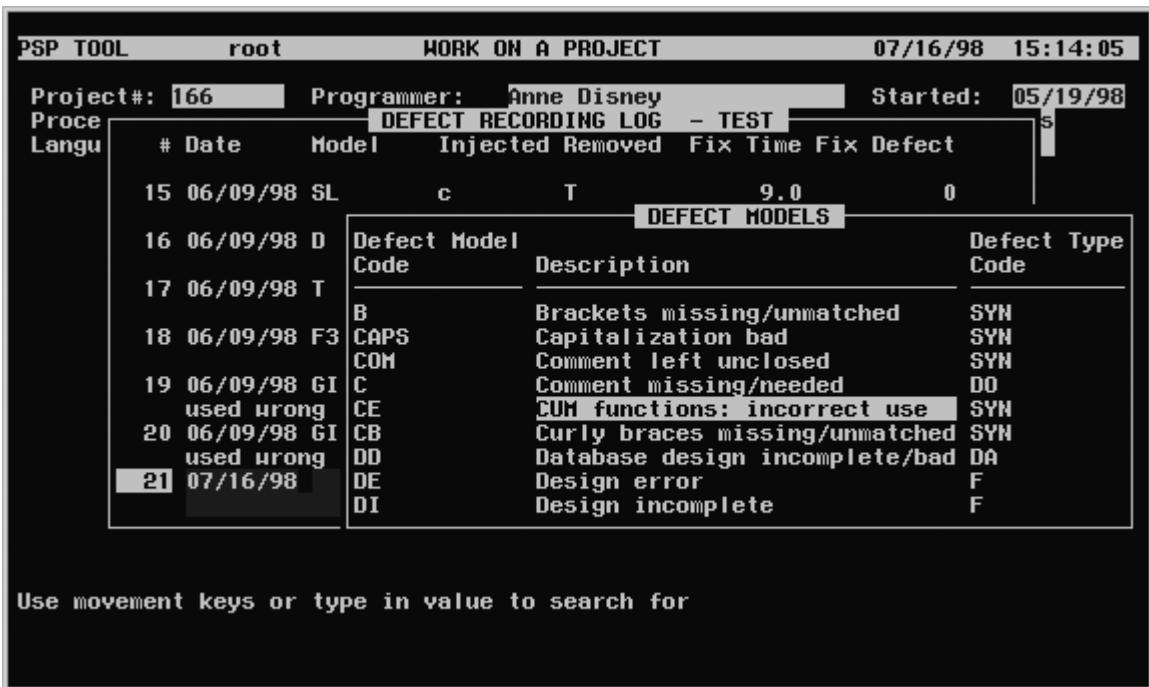 PSP TOOL root WORK ON A PROJECT 07/16/98 15:14:05
Project#: 166 Programmer: Anne Disney Started: 05/19/98
Proce DEFECT RECORDING LOG - TEST s
Langu # Date Model Injected Removed Fix Time Fix Defect
15 06/09/98 SL c T 9.0 0
DEFECT MODELS
16 06/09/98 D Defect Model Defect Type
Code Description Code
17 06/09/98 T
B Brackets missing/unmatched SYN
18 06/09/98 F3 CAPS Capitalization bad SYN
COM Comment left unclosed SYN
19 06/09/98 GI C Comment missing/needed DO
used wrong CE CUM functions: incorrect use SYN
20 06/09/98 GI CB Curly braces missing/unmatched SYN
used wrong DD Database design incomplete/bad DA
21 07/16/98 DE Design error F
DI Design incomplete F
Use movement keys or type in value to search for